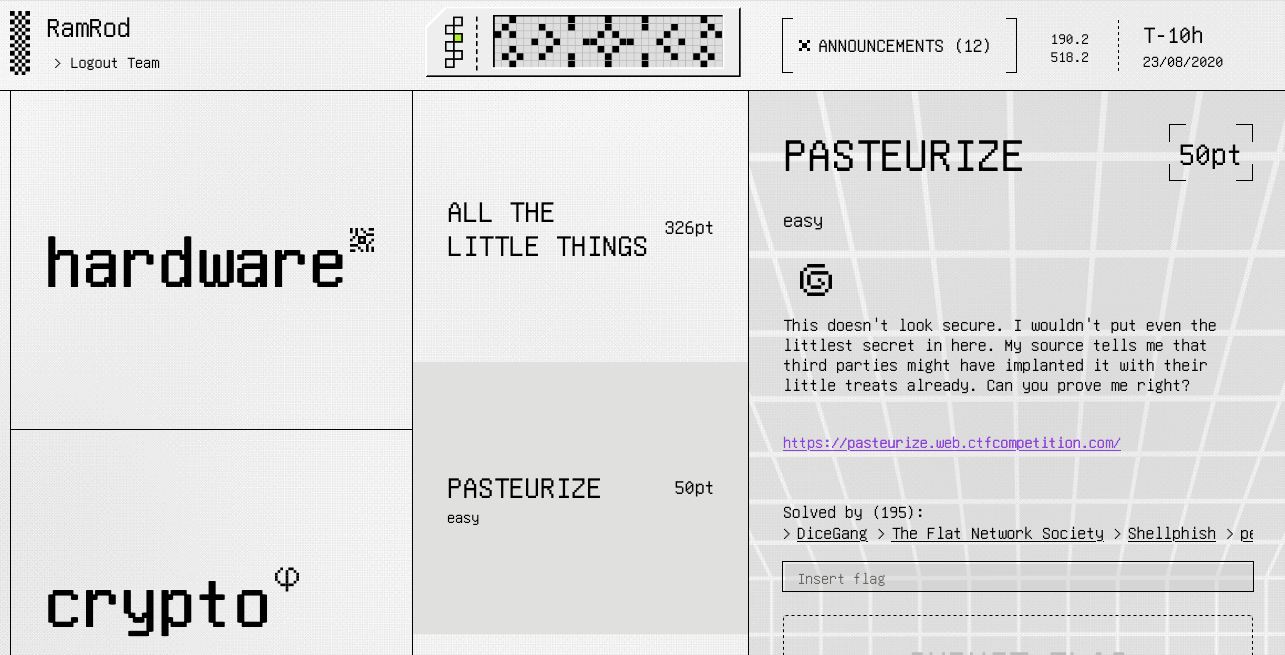 RamRod
> Logout Team
ANNOUNCEMENTS (12)
190.2
518.2
T-10h
23/08/2020
hardware
crypto
ALL THE
LITTLE THINGS
326pt
PASTEURIZE
50pt
easy
PASTEURIZE
50pt
easy
This doesn't look secure. I wouldn't put even the
littlest secret in here. My source tells me that
third parties might have implanted it with their
little treats already. Can you prove me right?
https://pasteurize.web.ctfcompetition.com/
Solved by (195):
> DiceGang > The Flat Network Society > Shellphish >
Insert flag